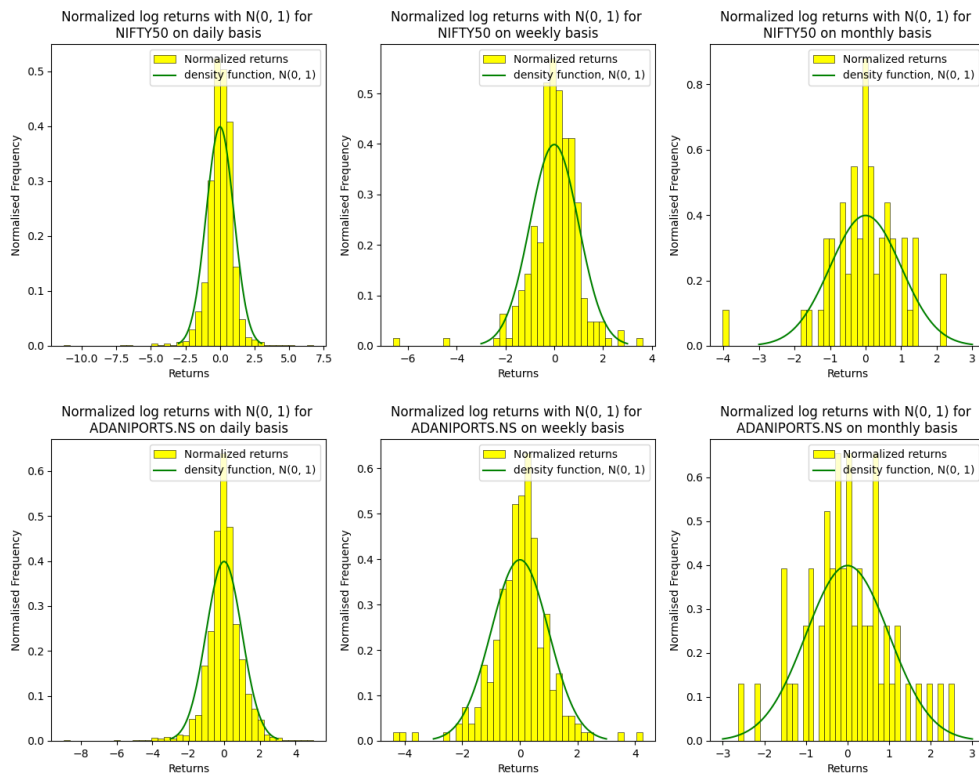 Normalized log returns with N(0, 1) for
NIFTY50 on daily basis
Normalized returns
density function, N(0, 1)
Normalised Frequency
0.5
0.4
0.3
0.2
0.1
0.0
−10.0 −7.5 −5.0 −2.5 0.0 2.5 5.0 7.5
Returns
Normalized log returns with N(0, 1) for
NIFTY50 on weekly basis
Normalized returns
density function, N(0, 1)
Normalised Frequency
0.5
0.4
0.3
0.2
0.1
0.0
−6 −4 −2 0 2 4
Returns
Normalized log returns with N(0, 1) for
NIFTY50 on monthly basis
Normalized returns
density function, N(0, 1)
Normalised Frequency
0.8
0.6
0.4
0.2
0.0
−4 −3 −2 −1 0 1 2 3
Returns
Normalized log returns with N(0, 1) for
ADANIPORTS.NS on daily basis
Normalized returns
density function, N(0, 1)
Normalised Frequency
0.6
0.5
0.4
0.3
0.2
0.1
0.0
−8 −6 −4 −2 0 2 4
Returns
Normalized log returns with N(0, 1) for
ADANIPORTS.NS on weekly basis
Normalized returns
density function, N(0, 1)
Normalised Frequency
0.6
0.5
0.4
0.3
0.2
0.1
0.0
−4 −2 0 2 4
Returns
Normalized log returns with N(0, 1) for
ADANIPORTS.NS on monthly basis
Normalized returns
density function, N(0, 1)
Normalised Frequency
0.6
0.5
0.4
0.3
0.2
0.1
0.0
−3 −2 −1 0 1 2 3
Returns